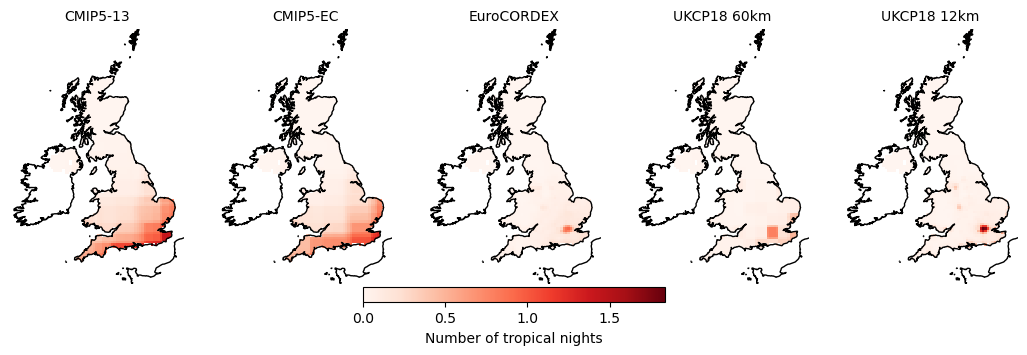 CMIP5-13 CMIP5-EC EuroCORDEX UKCP18 60km UKCP18 12km
0.0 0.5 1.0 1.5
Number of tropical nights